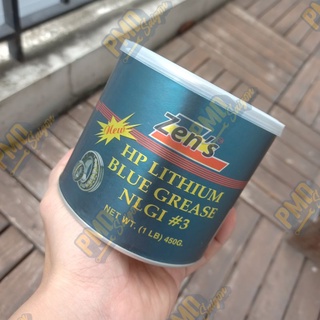 Zen's
New
HP LITHIUM
BLUE GREASE
NLGI #3
NET WT. (1 LB) 450G.